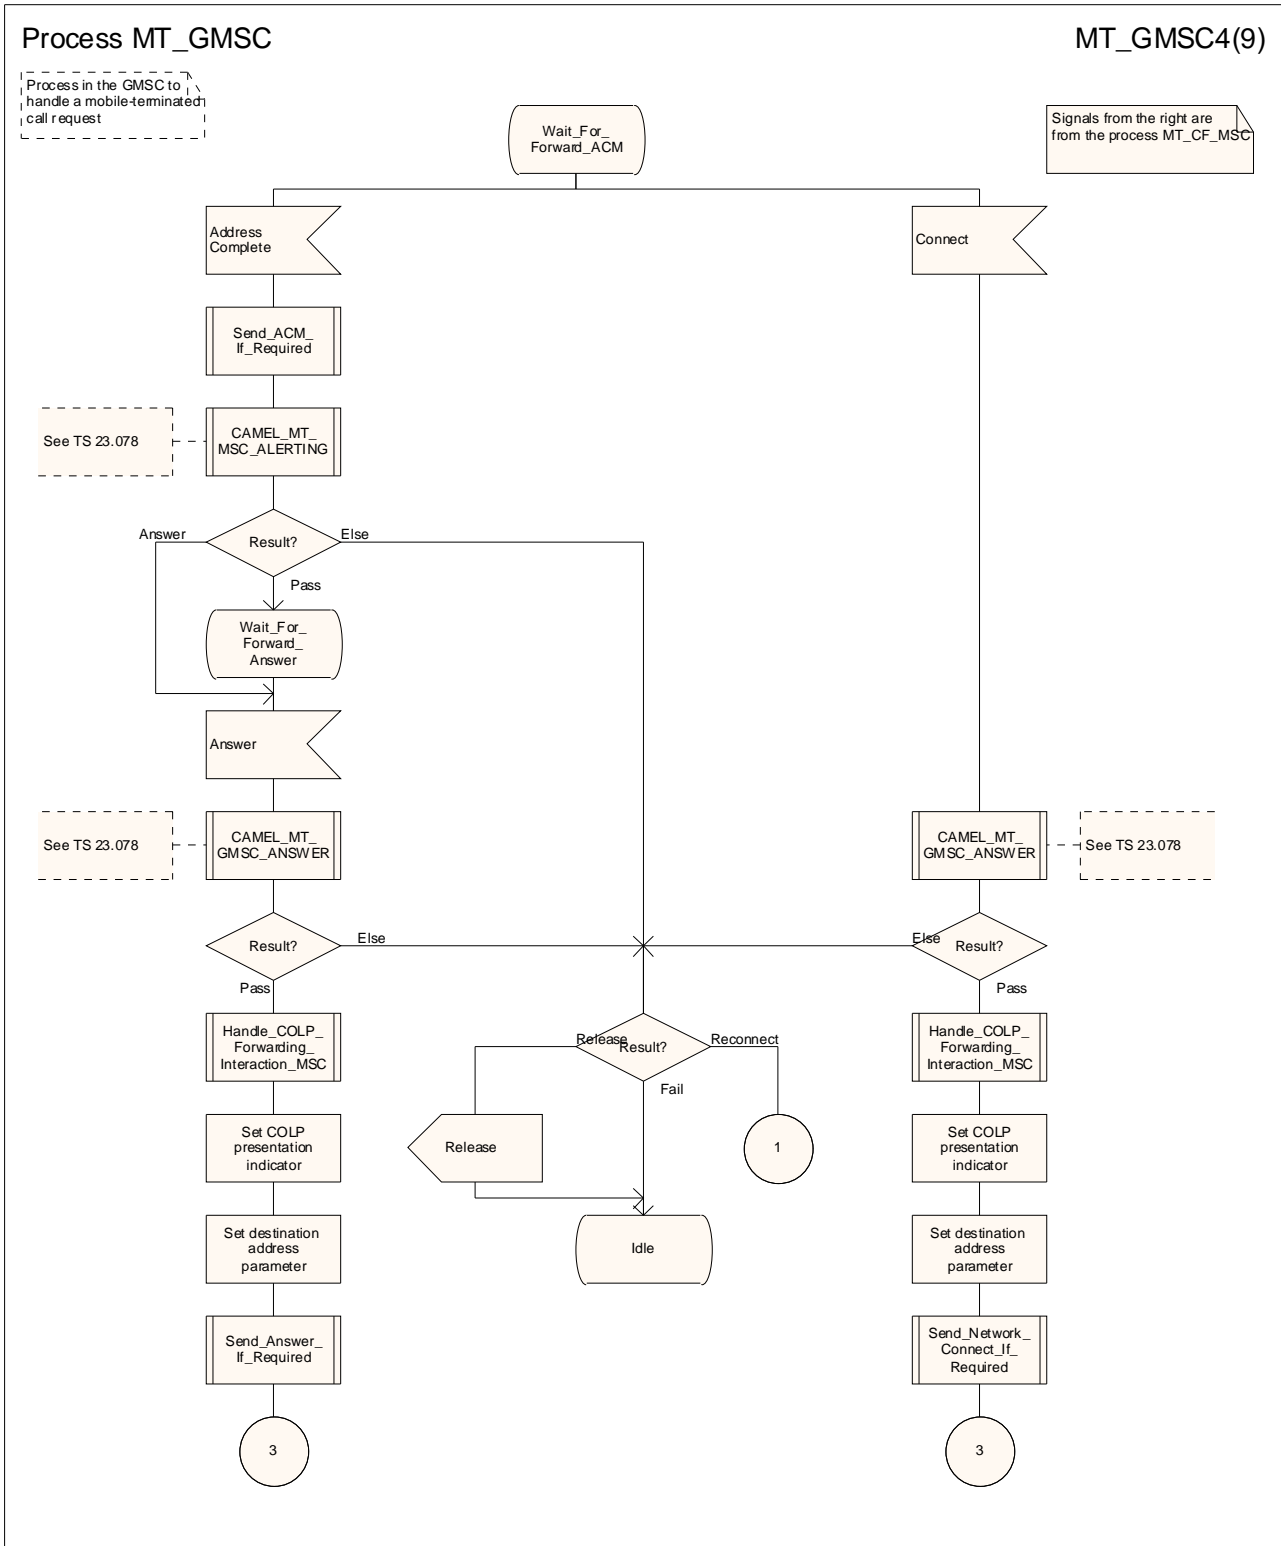 Process MT_GMSC
MT_GMSC4(9)
Process in the GMSC to
handle a mobile-terminated
call request
Signals from the right are
from the process MT_CF_MSC
Wait_For_
Forward_ACM
Address
Complete
Connect
Send_ACM_
If_Required
See TS 23.078
CAMEL_MT_
MSC_ALERTING
Answer
Result?
Else
Pass
Wait_For_
Forward_
Answer
Answer
See TS 23.078
CAMEL_MT_
GMSC_ANSWER
CAMEL_MT_
GMSC_ANSWER
See TS 23.078
Result?
Else
Else
Result?
Pass
Pass
Handle_COLP_
Forwarding_
Interaction_MSC
Release
Result?
Reconnect
Fail
Handle_COLP_
Forwarding_
Interaction_MSC
Set COLP
presentation
indicator
Release
1
Set COLP
presentation
indicator
Set destination
address
parameter
Idle
Set destination
address
parameter
Send_Answer_
If_Required
Send_Network_
Connect_If_
Required
3
3